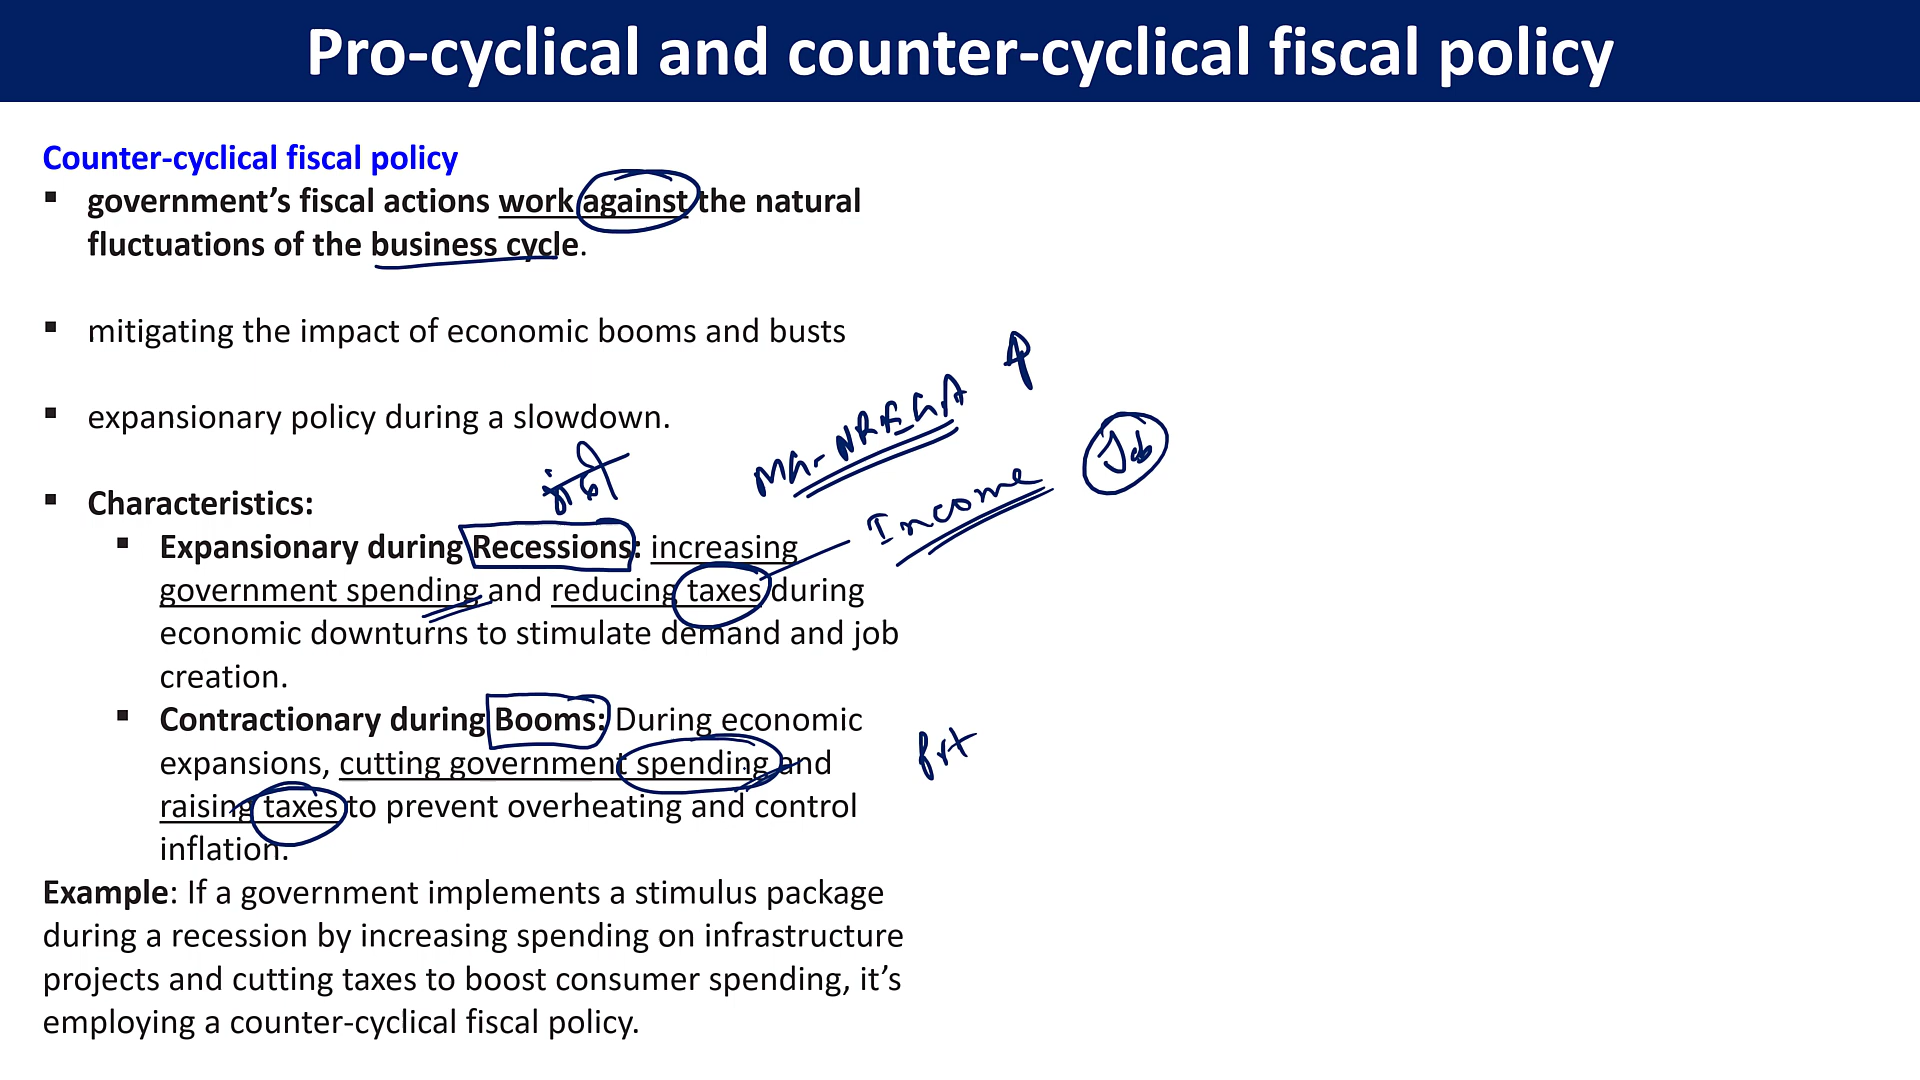 Pro-cyclical and counter-cyclical fiscal policy
Counter-cyclical fiscal policy
▪ government’s fiscal actions work against the natural
fluctuations of the business cycle.
▪ mitigating the impact of economic booms and busts
▪ expansionary policy during a slowdown.
MG-NREGA
Job
मंदी
Income
▪ Characteristics:
▪ Expansionary during Recessions: increasing
government spending and reducing taxes during
economic downturns to stimulate demand and job
creation.
▪ Contractionary during Booms: During economic
expansions, cutting government spending and
raising taxes to prevent overheating and control
inflation.
Example: If a government implements a stimulus package
during a recession by increasing spending on infrastructure
projects and cutting taxes to boost consumer spending, it’s
employing a counter-cyclical fiscal policy.